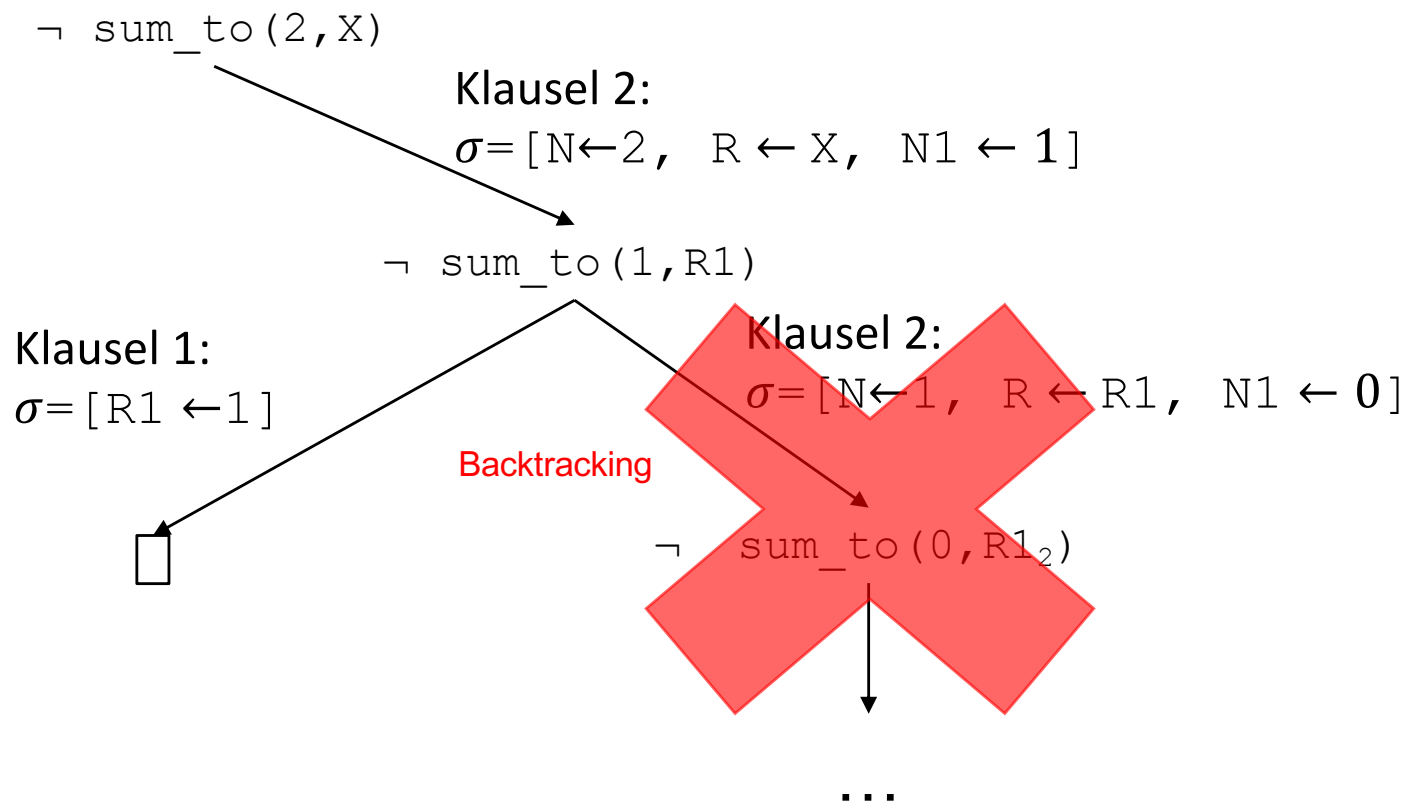 ¬ sum_to(2,X)
Klausel 2:
σ=[N←2, R ← X, N1 ← 1]
¬ sum_to(1,R1)
Klausel 1:
σ=[R1 ←1]
Klausel 2:
σ=[N←1, R ← R1, N1 ← 0]
Backtracking
¬ sum_to(0,R1₂)
...